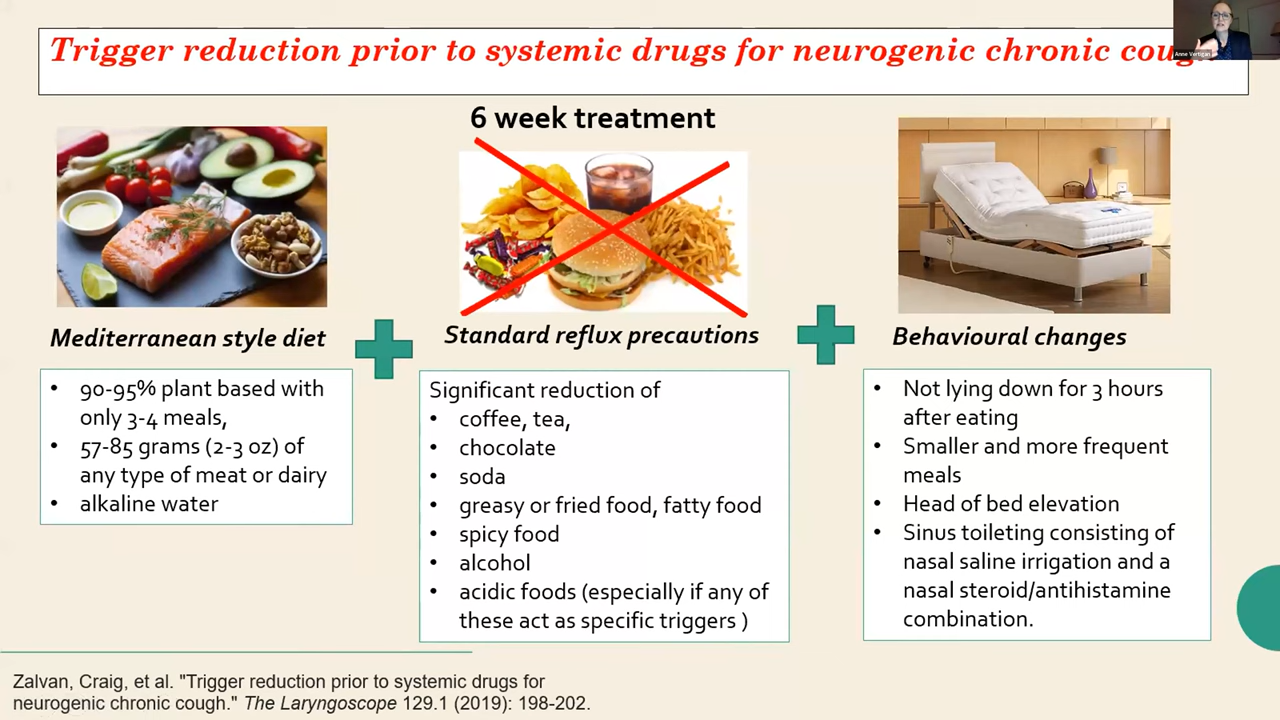 Trigger reduction prior to systemic drugs for neurogenic chronic cough
Anne Vertigan
6 week treatment
Mediterranean style diet
Standard reflux precautions
Behavioural changes
• 90-95% plant based with
only 3-4 meals,
• 57-85 grams (2-3 oz) of
any type of meat or dairy
• alkaline water
Significant reduction of
• coffee, tea,
• chocolate
• soda
• greasy or fried food, fatty food
• spicy food
• alcohol
• acidic foods (especially if any of
these act as specific triggers )
• Not lying down for 3 hours
after eating
• Smaller and more frequent
meals
• Head of bed elevation
• Sinus toileting consisting of
nasal saline irrigation and a
nasal steroid/antihistamine
combination.
Zalvan, Craig, et al. "Trigger reduction prior to systemic drugs for
neurogenic chronic cough." The Laryngoscope 129.1 (2019): 198-202.